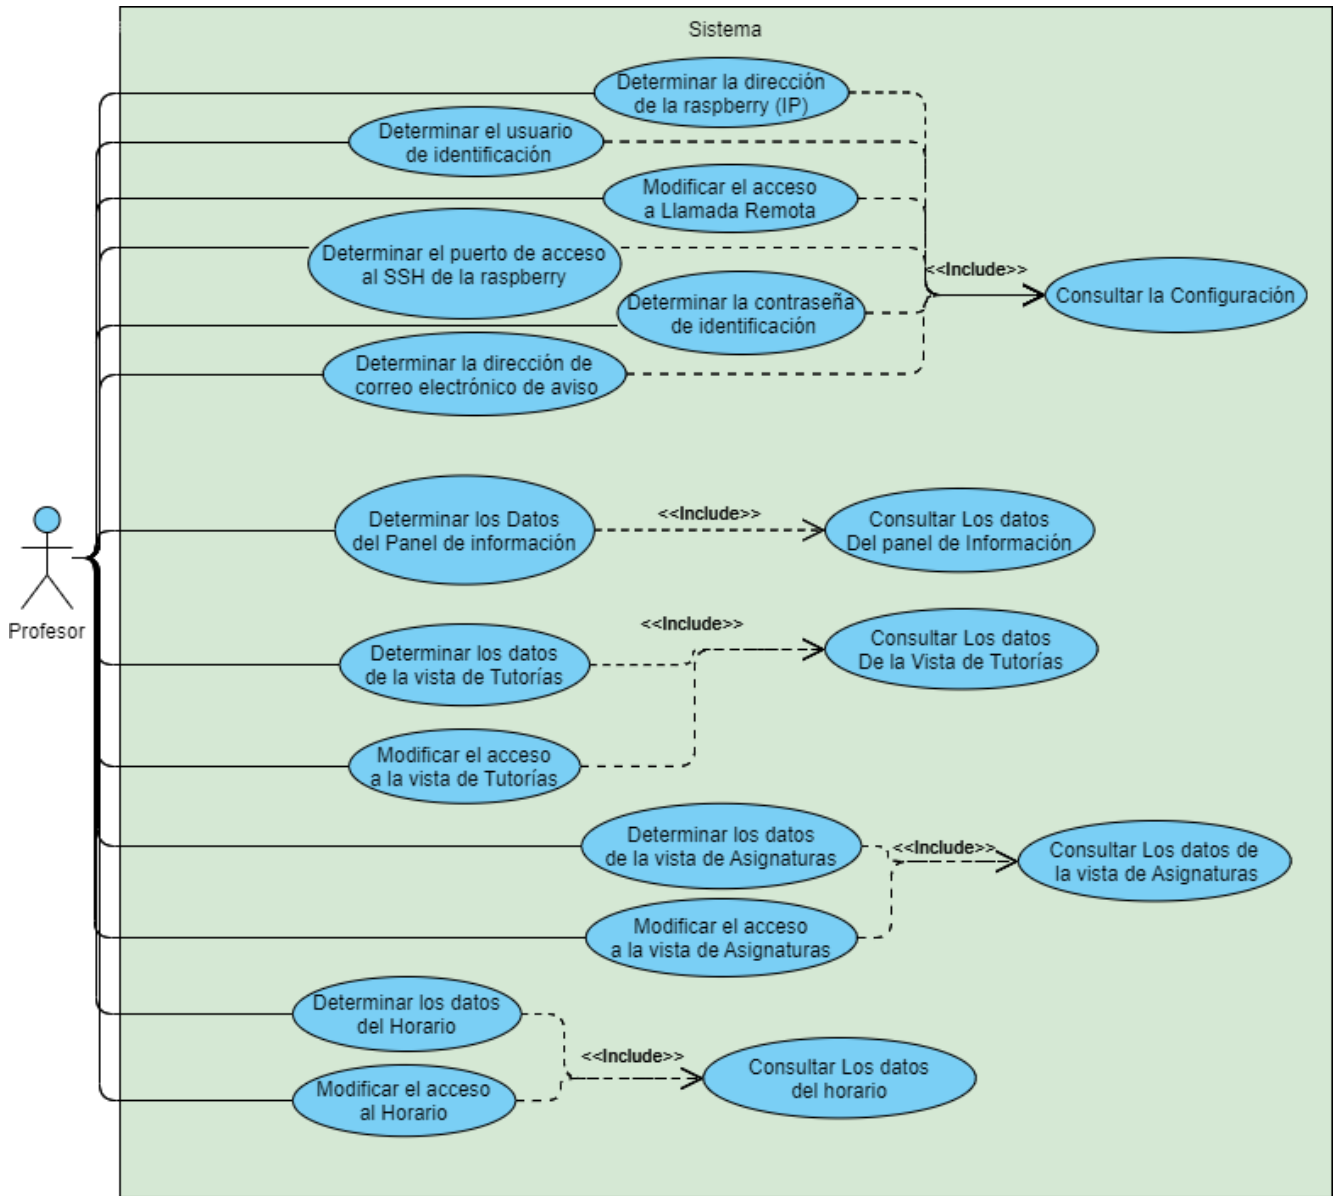 Sistema
Determinar la dirección
de la raspberry (IP)
Determinar el usuario
de identificación
Modificar el acceso
a Llamada Remota
Determinar el puerto de acceso
al SSH de la raspberry
<<Include>>
Consultar la Configuración
Determinar la contraseña
de identificación
Determinar la dirección de
correo electrónico de aviso
Profesor
Determinar los Datos
del Panel de información
<<Include>>
Consultar Los datos
Del panel de Información
Determinar los datos
de la vista de Tutorías
<<Include>>
Consultar Los datos
De la Vista de Tutorías
Modificar el acceso
a la vista de Tutorías
Determinar los datos
de la vista de Asignaturas
<<Include>>
Consultar Los datos de
la vista de Asignaturas
Modificar el acceso
a la vista de Asignaturas
Determinar los datos
del Horario
<<Include>>
Consultar Los datos
del horario
Modificar el acceso
al Horario